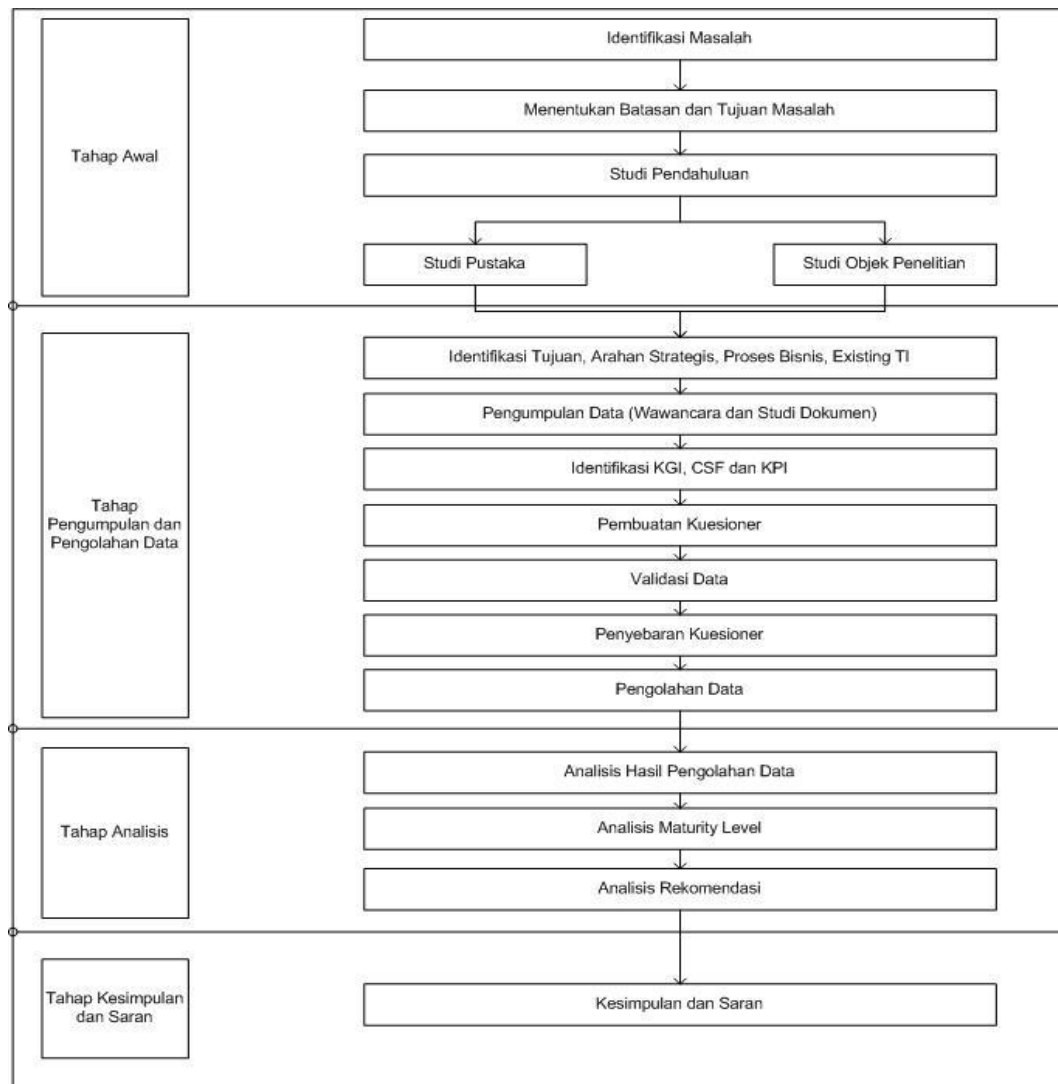 Identifikasi Masalah
Menentukan Batasan dan Tujuan Masalah
Tahap Awal
Studi Pendahuluan
Studi Pustaka
Studi Objek Penelitian
Identifikasi Tujuan, Arahan Strategis, Proses Bisnis, Existing TI
Pengumpulan Data (Wawancara dan Studi Dokumen)
Identifikasi KGI, CSF dan KPI
Tahap
Pengumpulan dan
Pengolahan Data
Pembuatan Kuesioner
Validasi Data
Penyebaran Kuesioner
Pengolahan Data
Analisis Hasil Pengolahan Data
Tahap Analisis
Analisis Maturity Level
Analisis Rekomendasi
Tahap Kesimpulan
dan Saran
Kesimpulan dan Saran